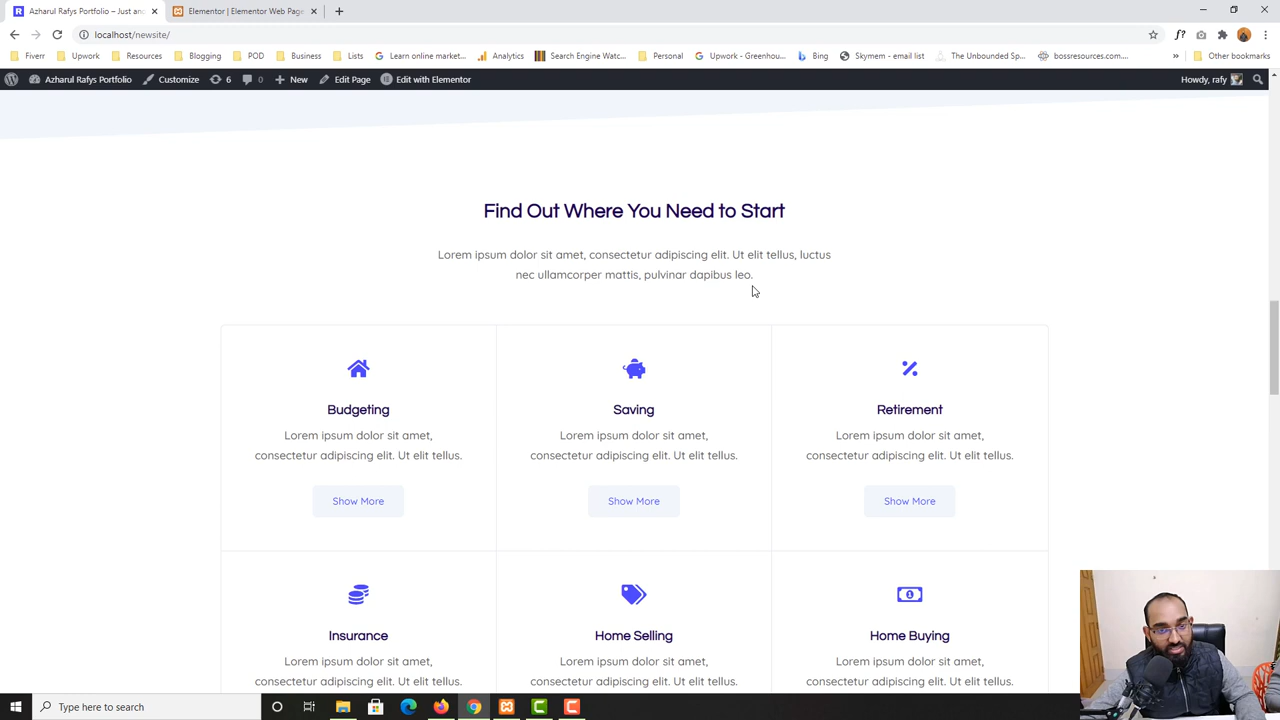 Azharul Rafys Portfolio – Just ano
Elementor | Elementor Web Page
localhost/newsite/
Fiverr
Upwork
Resources
Blogging
POD
Business
Lists
Learn online market...
Analytics
Search Engine Watc...
Personal
Upwork - Greenhou...
Bing
Skymem - email list
The Unbounded Sp...
bossresources.com...
Other bookmarks
Azharul Rafys Portfolio
Customize
6
0
New
Edit Page
Edit with Elementor
Howdy, rafy
Find Out Where You Need to Start
Lorem ipsum dolor sit amet, consectetur adipiscing elit. Ut elit tellus, luctus
nec ullamcorper mattis, pulvinar dapibus leo.
Budgeting
Lorem ipsum dolor sit amet,
consectetur adipiscing elit. Ut elit tellus.
Show More
Saving
Lorem ipsum dolor sit amet,
consectetur adipiscing elit. Ut elit tellus.
Show More
Retirement
Lorem ipsum dolor sit amet,
consectetur adipiscing elit. Ut elit tellus.
Show More
Insurance
Lorem ipsum dolor sit amet,
consectetur adipiscing elit. Ut elit tellus.
Home Selling
Lorem ipsum dolor sit amet,
consectetur adipiscing elit. Ut elit tellus.
Home Buying
Lorem ipsum dolor sit amet,
consectetur adipiscing elit. Ut elit tellus.
Type here to search